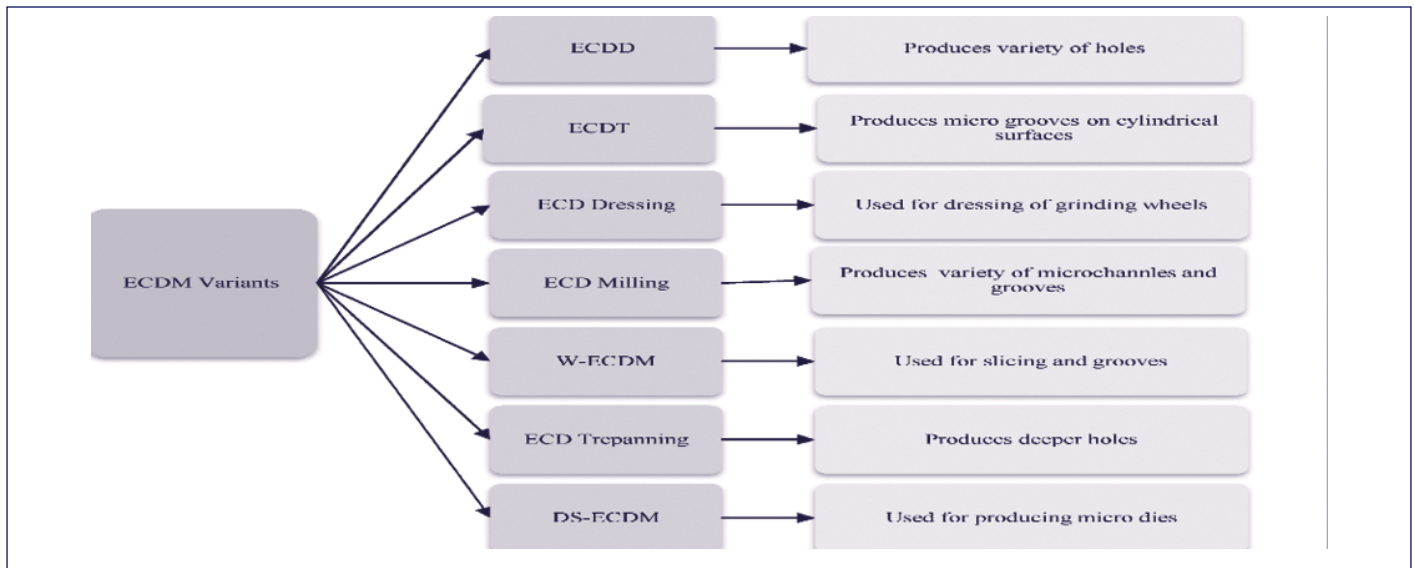 ECDD
Produces variety of holes
ECDT
Produces micro grooves on cylindrical
surfaces
ECD Dressing
Used for dressing of grinding wheels
ECDM Variants
ECD Milling
Produces variety of microchannles and
grooves
W-ECDM
Used for slicing and grooves
ECD Trepanning
Produces deeper holes
DS-ECDM
Used for producing micro dies